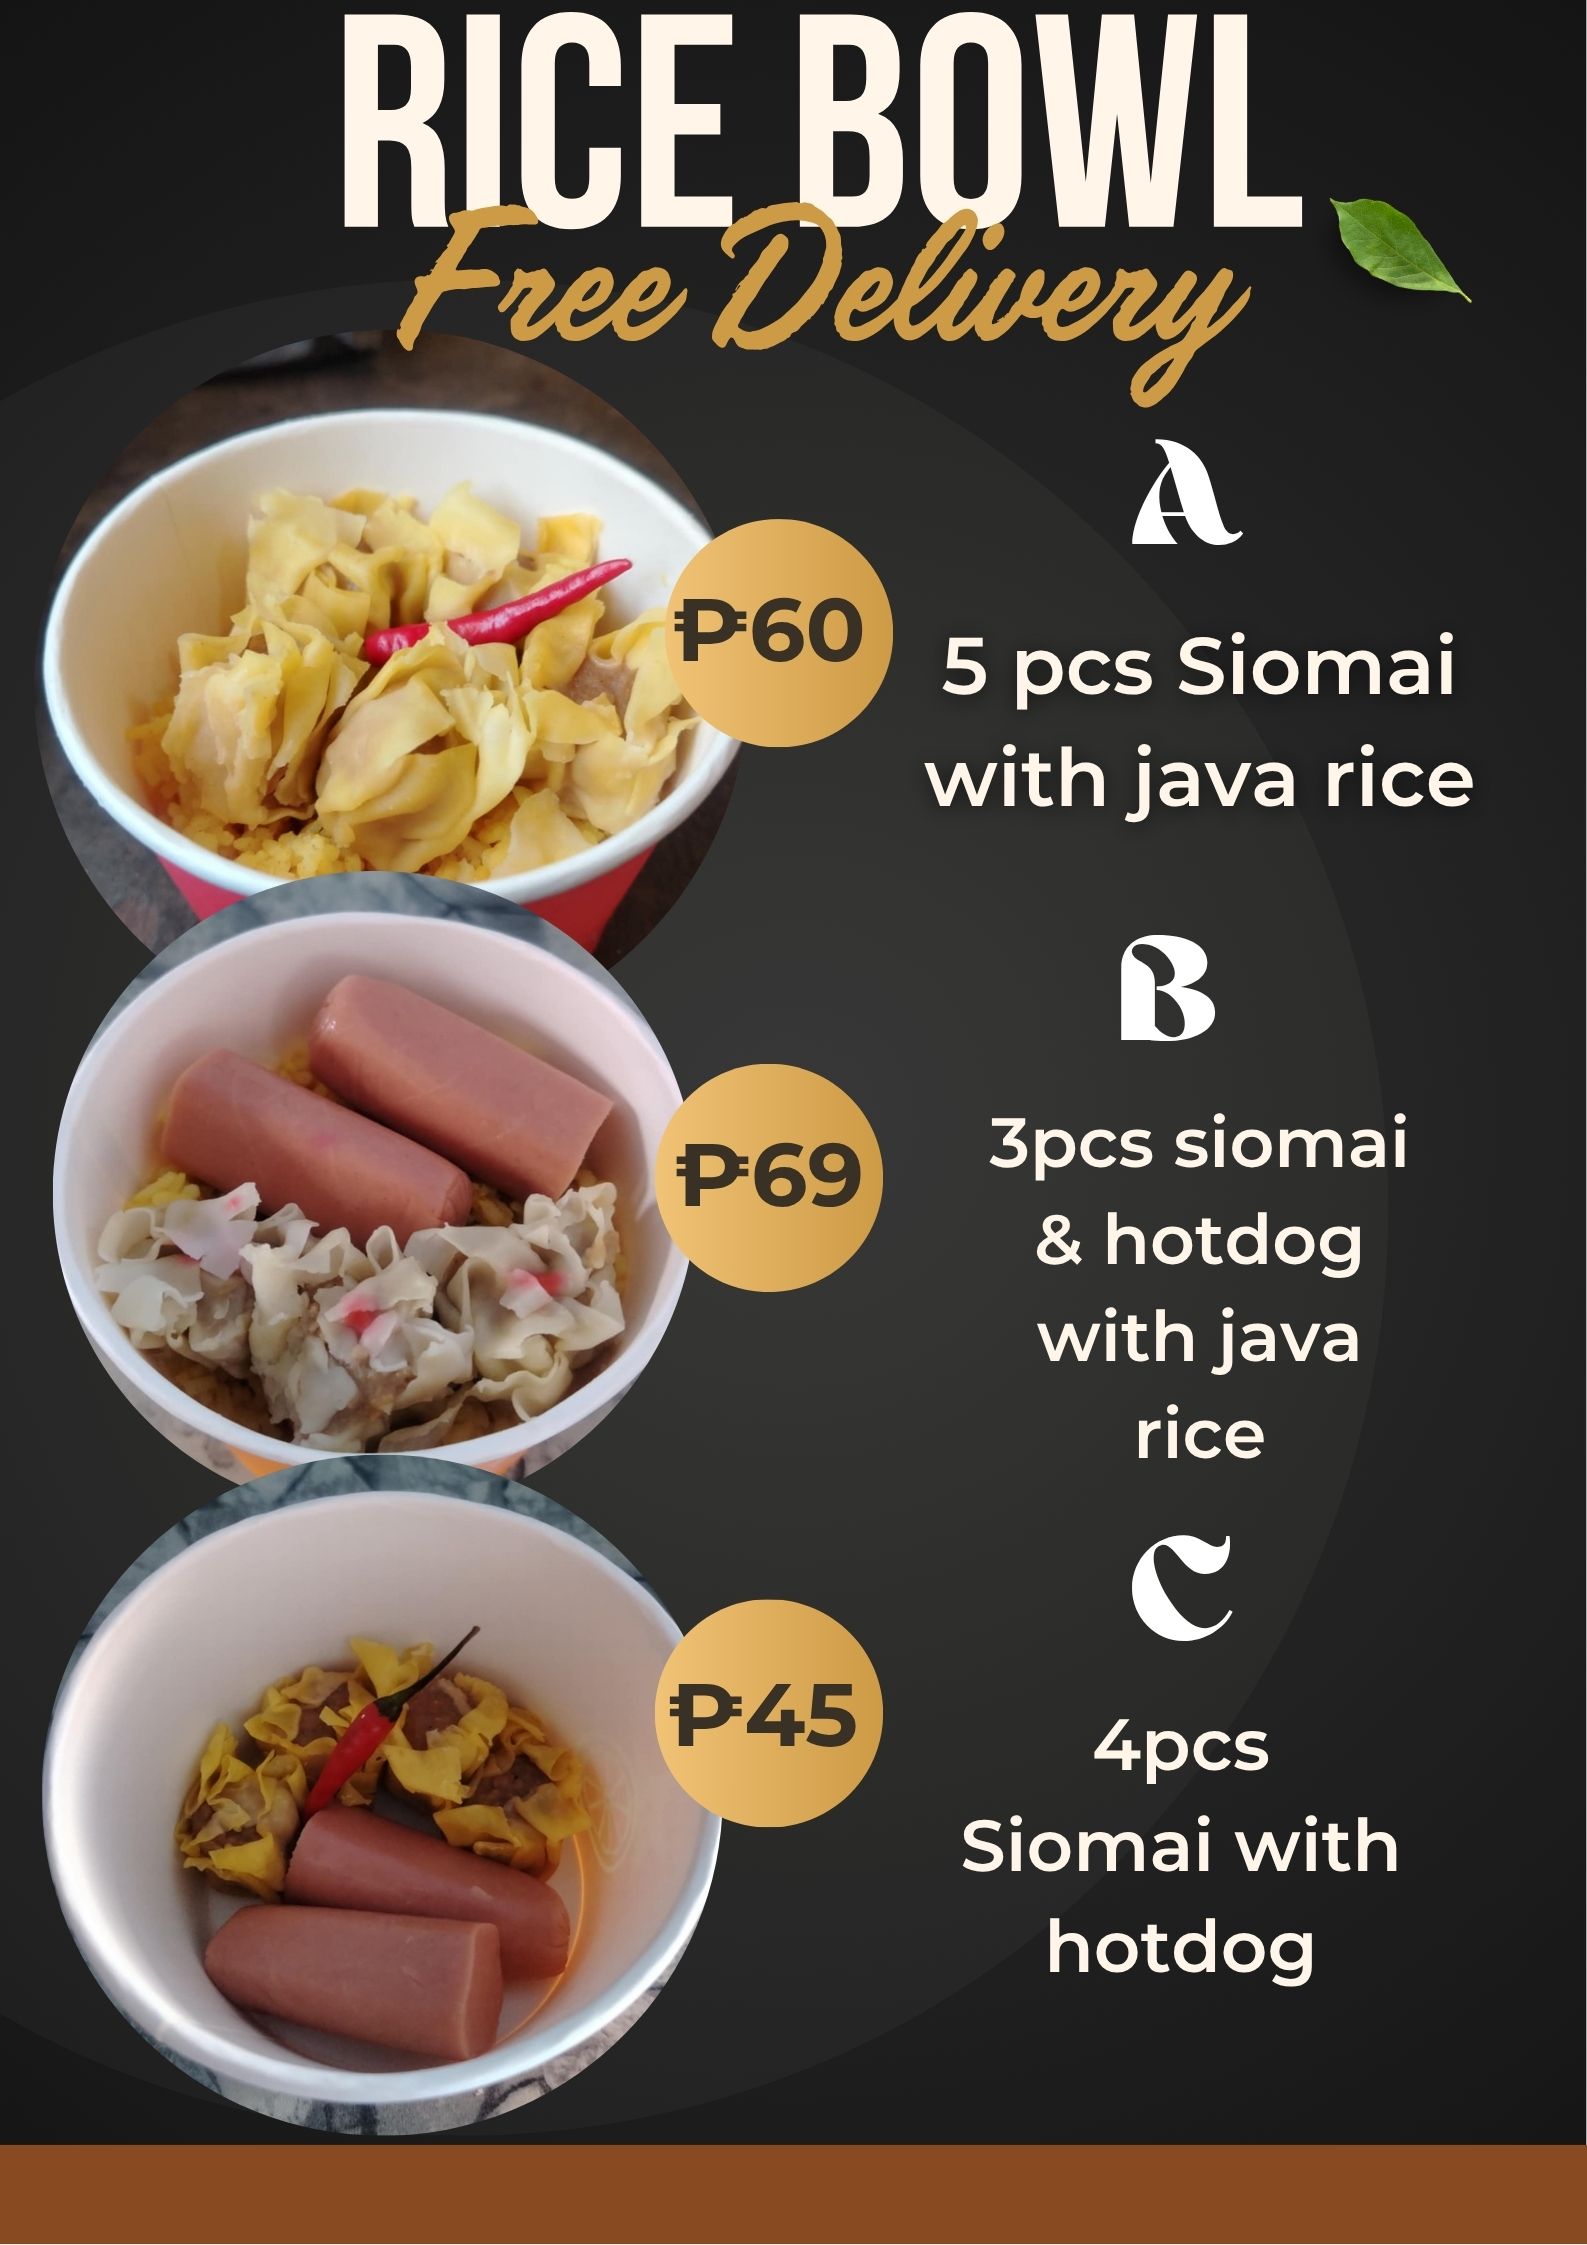 RICE BOWL
Free Delivery
A
₱60
5 pcs Siomai
with java rice
B
₱69
3pcs siomai
& hotdog
with java
rice
C
₱45
4pcs
Siomai with
hotdog